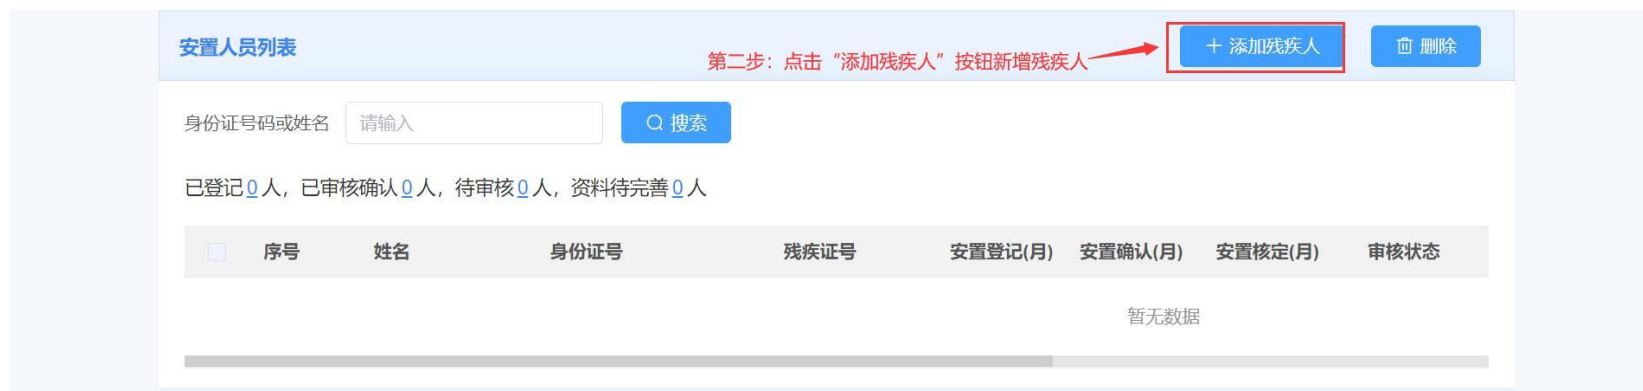 安置人员列表
第二步：点击“添加残疾人”按钮新增残疾人
添加残疾人
删除
身份证号码或姓名 请输入 搜索
已登记0人，已审核确认0人，待审核0人，资料待完善0人
序号 姓名 身份证号 残疾证号 安置登记(月) 安置确认(月) 安置核定(月) 审核状态
暂无数据